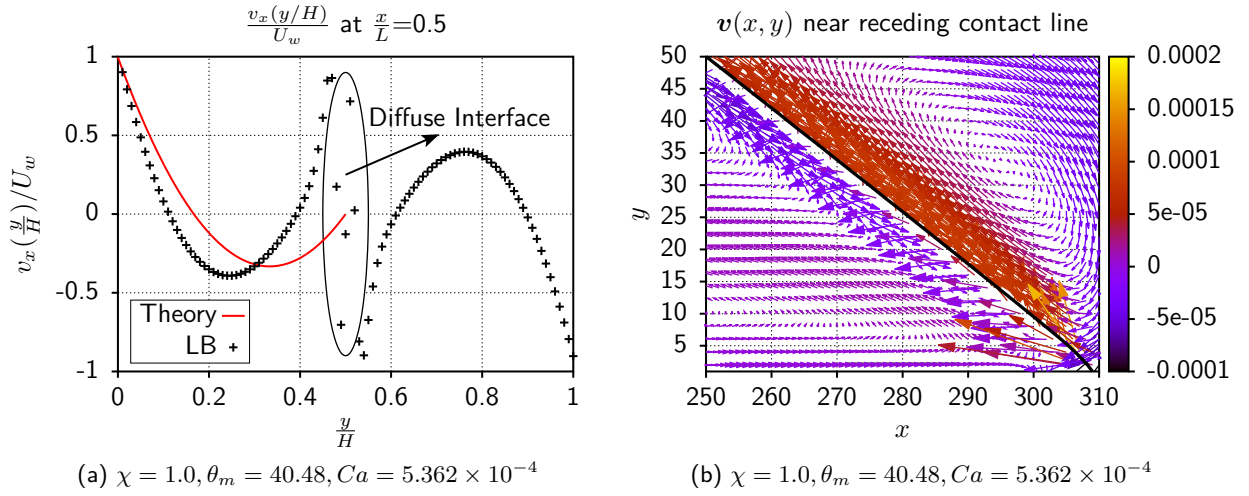 v_x(y/H)/U_w at x/L=0.5
1
0.5
0
-0.5
-1
v_x(y/H)/U_w
Diffuse Interface
Theory
LB
0 0.2 0.4 0.6 0.8 1
y/H
(a) χ = 1.0, θ_m = 40.48, Ca = 5.362 × 10⁻⁴
v(x, y) near receding contact line
50
45
40
35
30
25
20
15
10
5
y
250 260 270 280 290 300 310
x
0.0002
0.00015
0.0001
5e-05
0
-5e-05
-0.0001
(b) χ = 1.0, θ_m = 40.48, Ca = 5.362 × 10⁻⁴